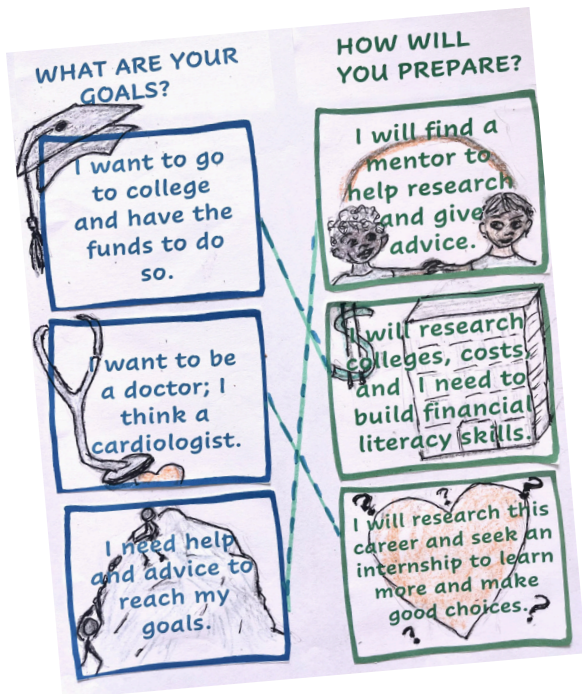 WHAT ARE YOUR
GOALS?
I want to go
to college
and have the
funds to do
so.
I want to be
a doctor; I
think a
cardiologist.
I need help
and advice to
reach my
goals.
HOW WILL
YOU PREPARE?
I will find a
mentor to
help research
and give
advice.
I will research
colleges, costs,
and I need to
build financial
literacy skills.
I will research this
career and seek an
internship to learn
more and make
good choices.